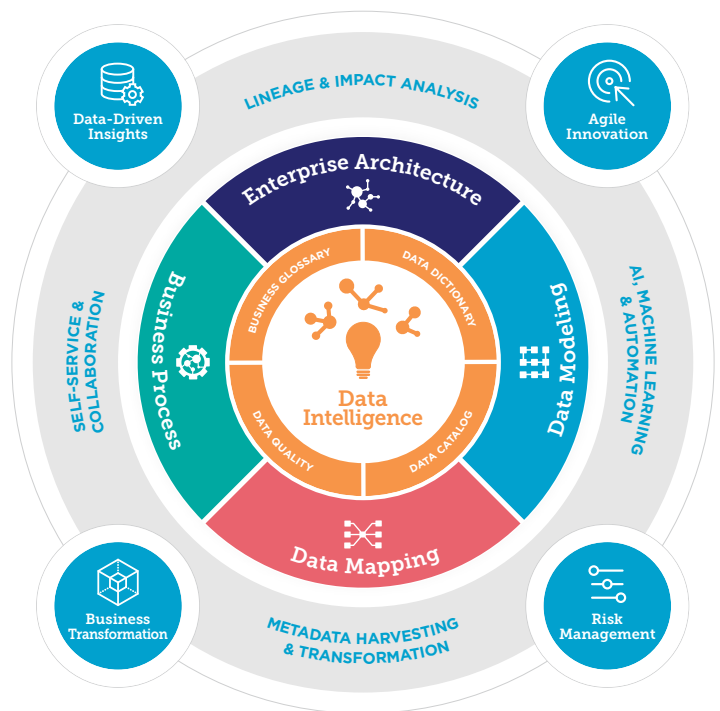 Data-Driven
Insights
LINEAGE & IMPACT ANALYSIS
Agile
Innovation
Enterprise Architecture
BUSINESS GLOSSARY
DATA DICTIONARY
SELF-SERVICE &
COLLABORATION
Business Process
Data
Intelligence
Data Modeling
AI, MACHINE LEARNING
& AUTOMATION
DATA QUALITY
DATA CATALOG
Data Mapping
Business
Transformation
METADATA HARVESTING
& TRANSFORMATION
Risk
Management